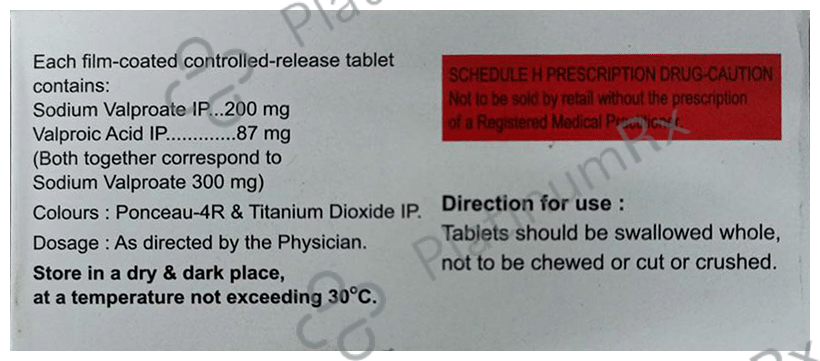 Each film-coated controlled-release tablet
contains:
Sodium Valproate IP...200 mg
Valproic Acid IP.............87 mg
(Both together correspond to
Sodium Valproate 300 mg)
Colours : Ponceau-4R & Titanium Dioxide IP.
Dosage : As directed by the Physician.
Store in a dry & dark place,
at a temperature not exceeding 30°C.
SCHEDULE H PRESCRIPTION DRUG-CAUTION
Not to be sold by retail without the prescription
of a Registered Medical Practitioner.
Direction for use :
Tablets should be swallowed whole,
not to be chewed or cut or crushed.
PlatinumRx